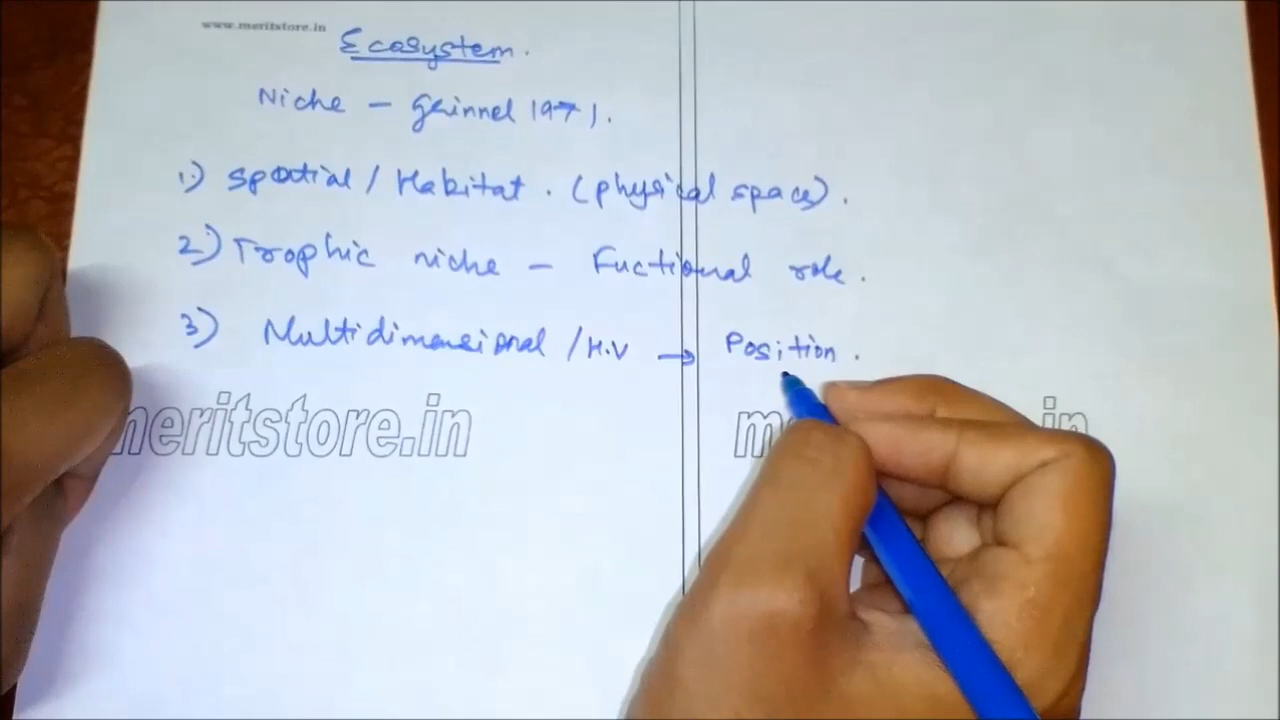 www.meritstore.in
Ecosystem.
Niche - Grinnel 1971.
1) Spatial / Habitat. (physical space).
2) Trophic niche - Fuctional role.
3) Multidimensional / H.V → Position.
meritstore.in